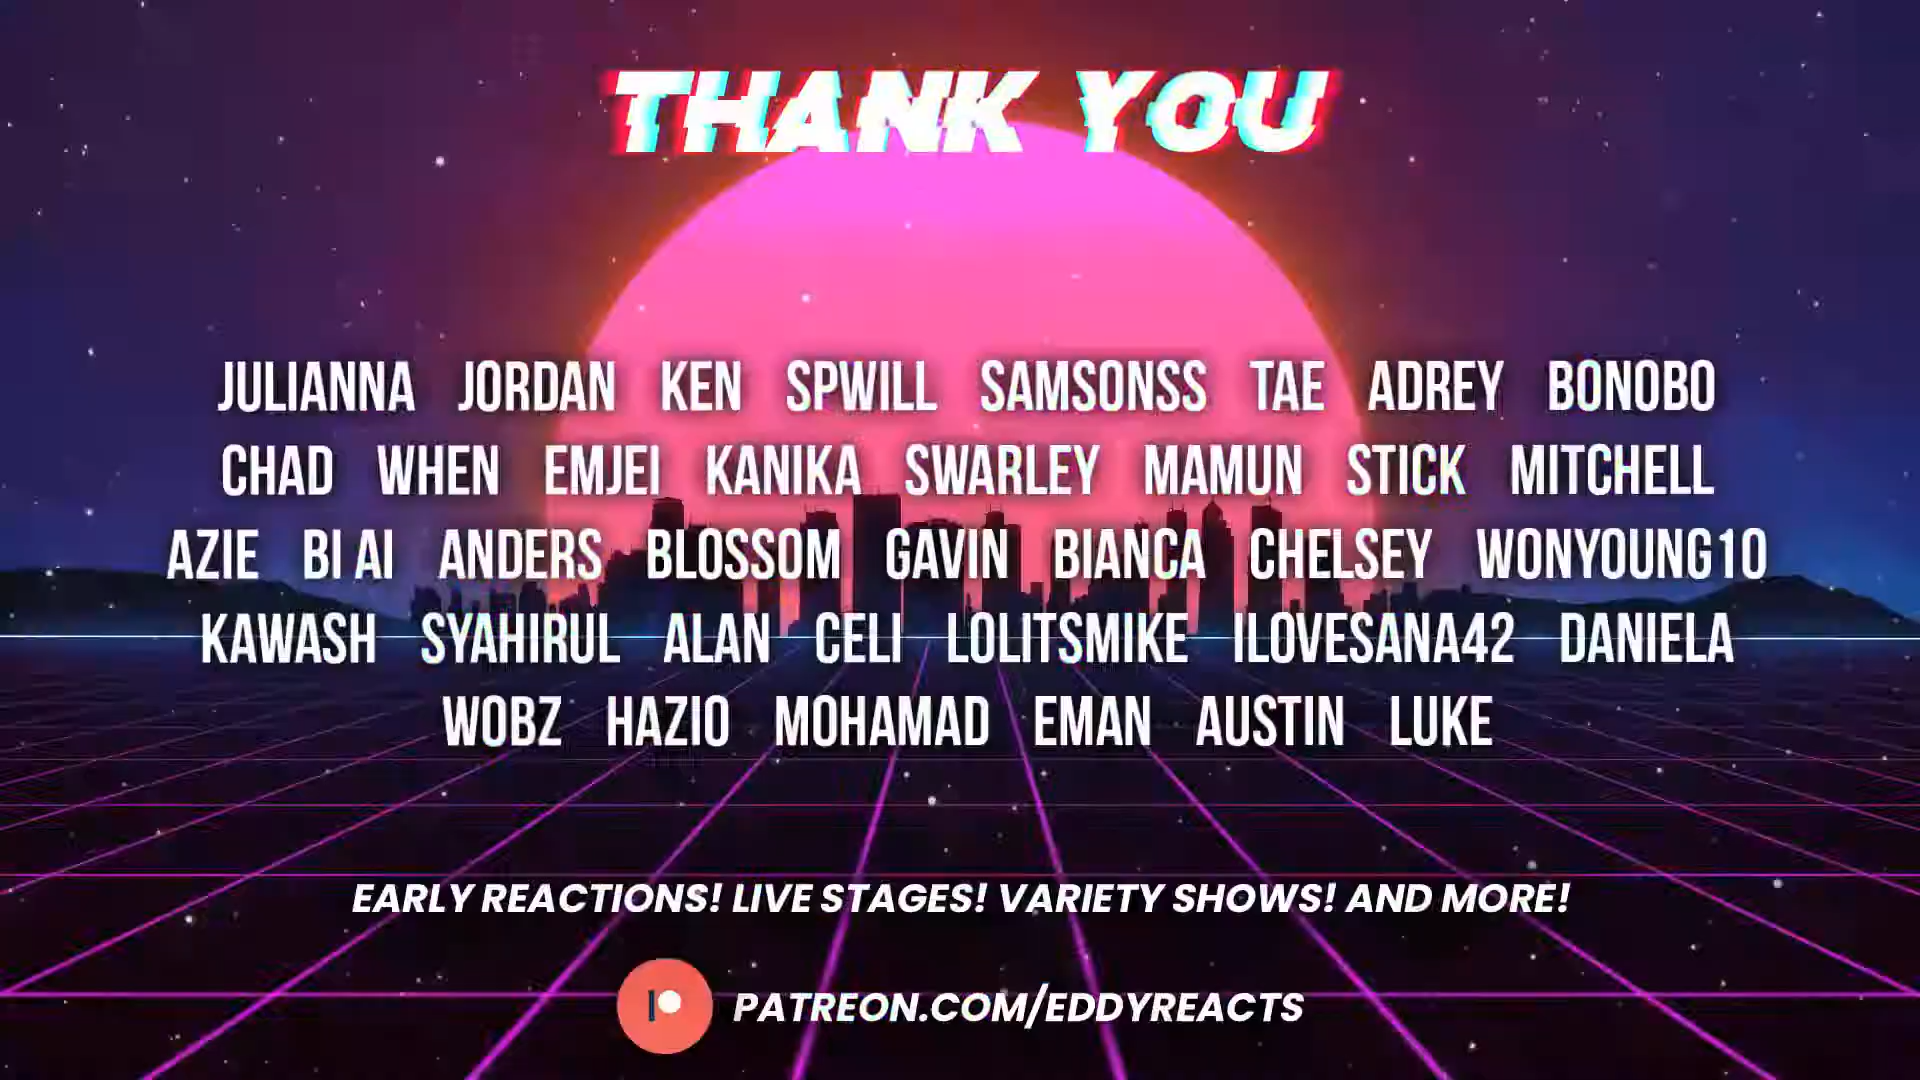 THANK YOU
JULIANNA JORDAN KEN SPWILL SAMSONSS TAE ADREY BONOBO
CHAD WHEN EMJEI KANIKA SWARLEY MAMUN STICK MITCHELL
AZIE BI AI ANDERS BLOSSOM GAVIN BIANCA CHELSEY WONYOUNG10
KAWASH SYAHIRUL ALAN CELI LOLITSMIKE ILOVESANA42 DANIELA
WOBZ HAZIO MOHAMAD EMAN AUSTIN LUKE
EARLY REACTIONS! LIVE STAGES! VARIETY SHOWS! AND MORE!
PATREON.COM/EDDYREACTS